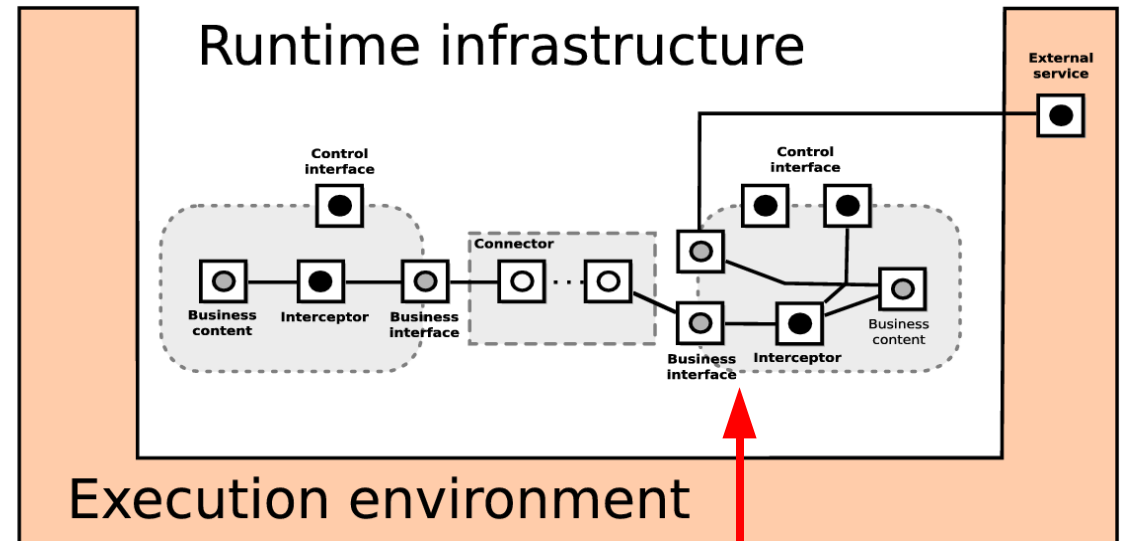 Runtime infrastructure
External
service
Control
interface
Control
interface
Connector
Business
content
Interceptor
Business
interface
Business
interface
Interceptor
Business
content
Execution environment